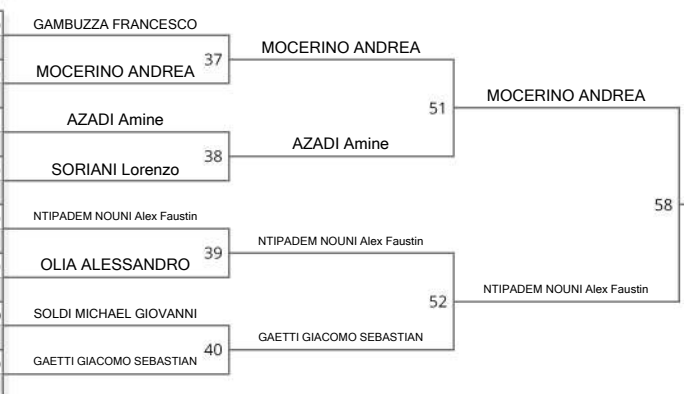 GAMBUZZA FRANCESCO
37
MOCERINO ANDREA
MOCERINO ANDREA
51
MOCERINO ANDREA
AZADI Amine
38
AZADI Amine
SORIANI Lorenzo
58
NTIPADEM NOUNI Alex Faustin
39
NTIPADEM NOUNI Alex Faustin
OLIA ALESSANDRO
52
NTIPADEM NOUNI Alex Faustin
SOLDI MICHAEL GIOVANNI
40
GAETTI GIACOMO SEBASTIAN
GAETTI GIACOMO SEBASTIAN